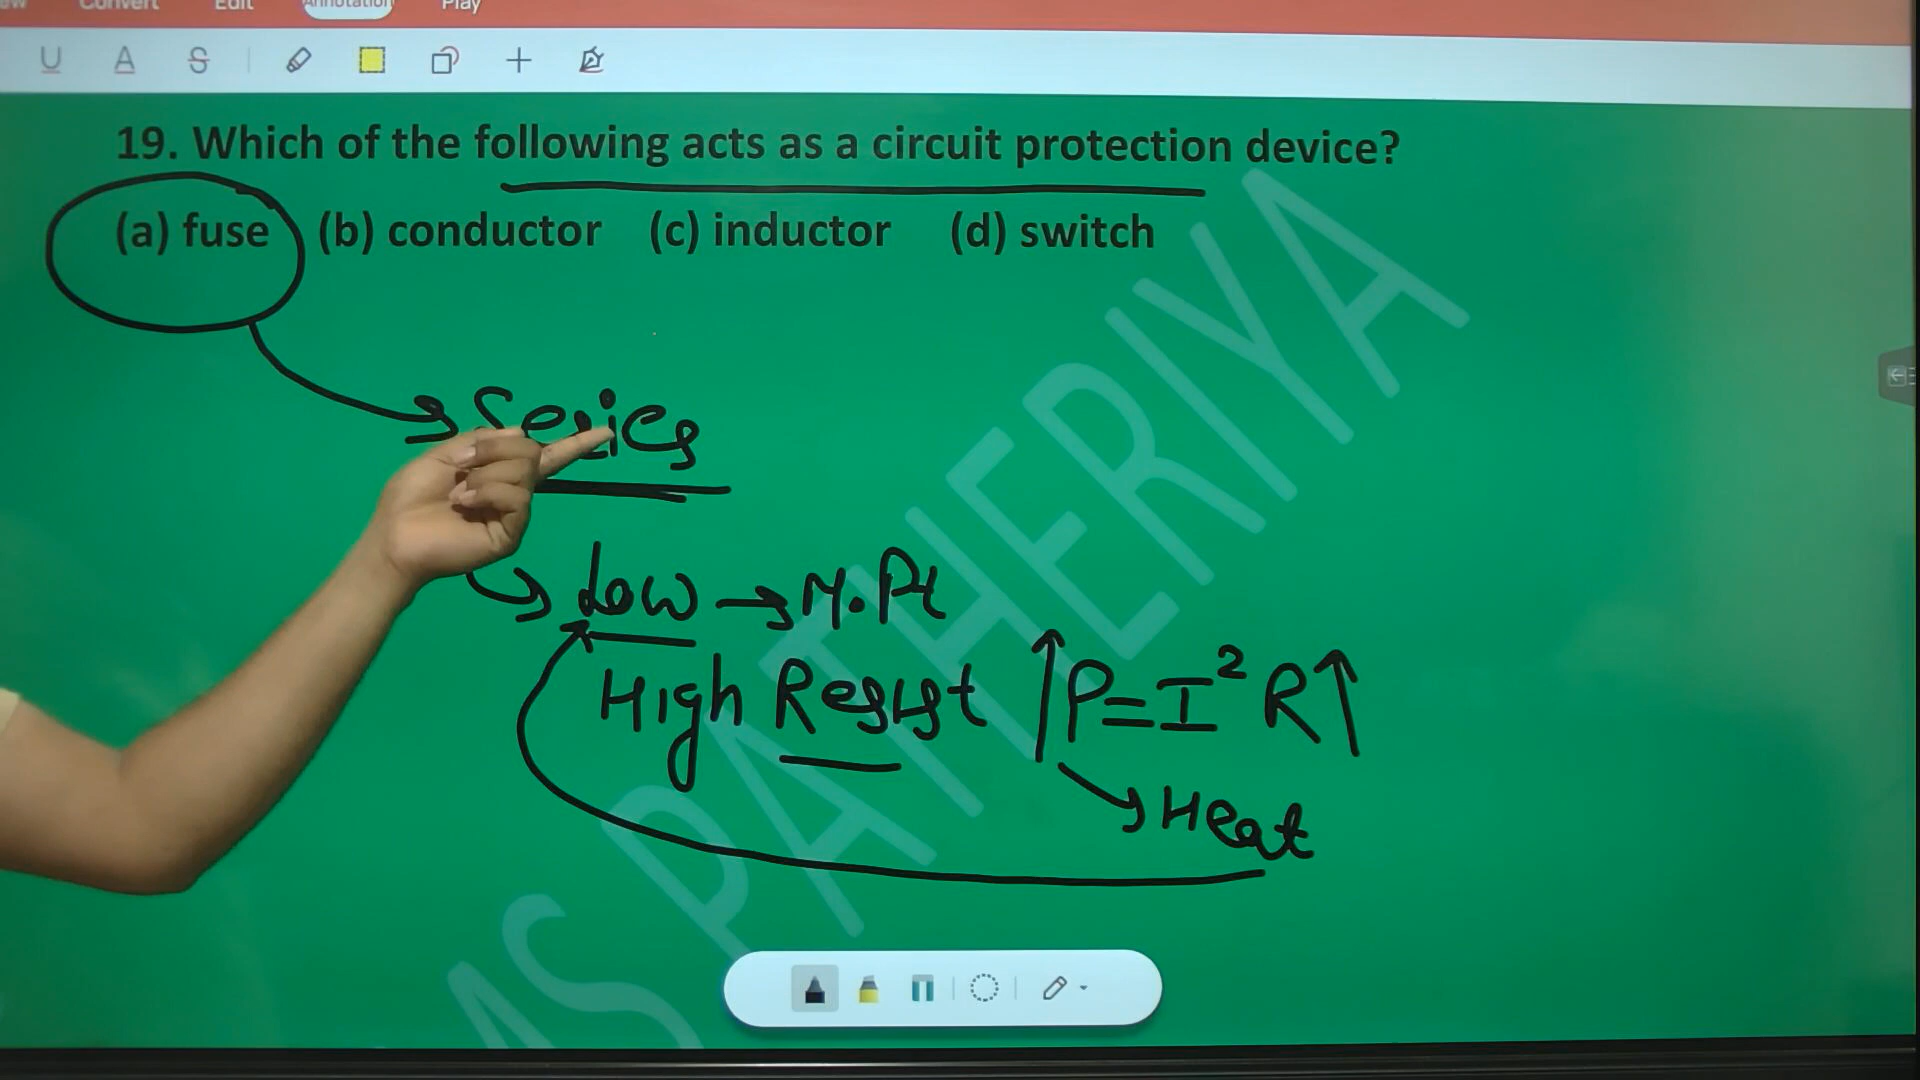 Convert Edit Annotation Play
U A S
19. Which of the following acts as a circuit protection device?
(a) fuse (b) conductor (c) inductor (d) switch
Series
Low → M.Pt
High Resist ↑P=I²R↑
→ Heat
MS PATHERIYA